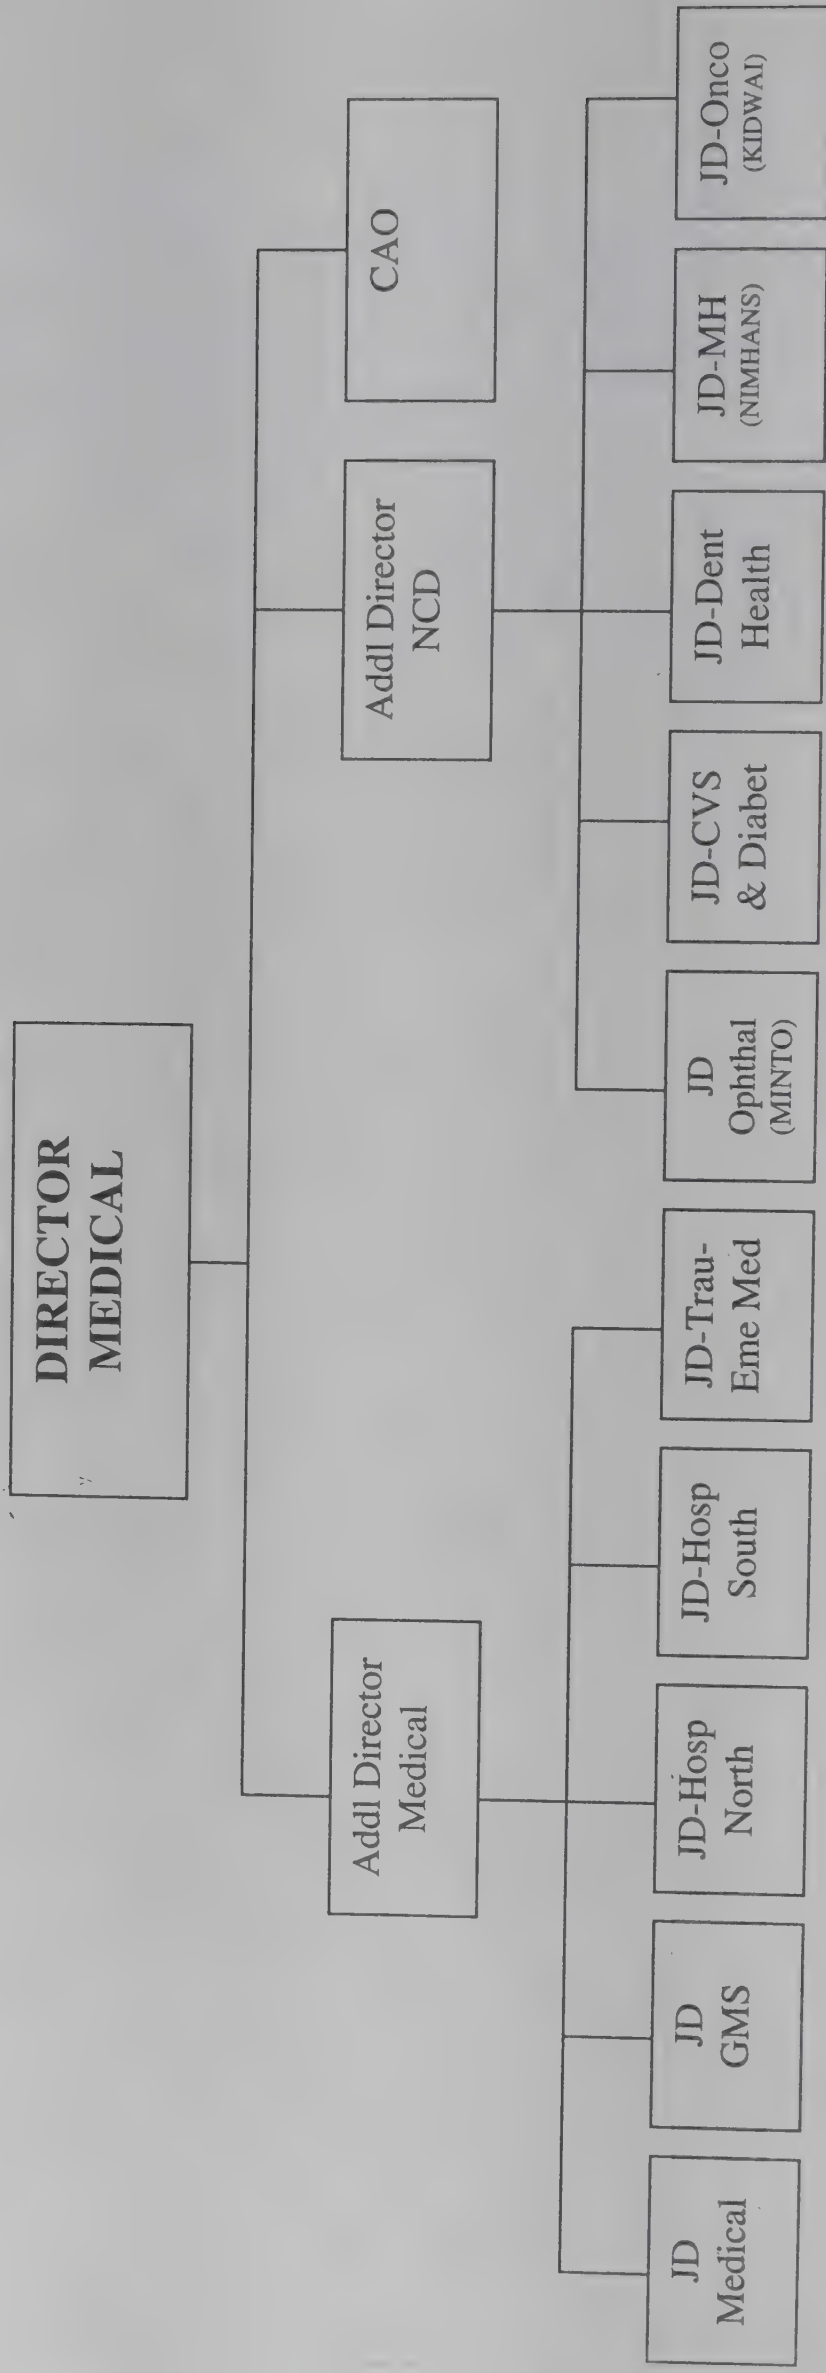 DIRECTOR
MEDICAL
Addl Director
Medical
Addl Director
NCD
CAO
JD
Medical
JD
GMS
JD-Hosp
North
JD-Hosp
South
JD-Trau-
Eme Med
JD
Ophthal
(MINTO)
JD-CVS
& Diabet
JD-Dent
Health
JD-MH
(NIMHANS)
JD-Onco
(KIDWAI)